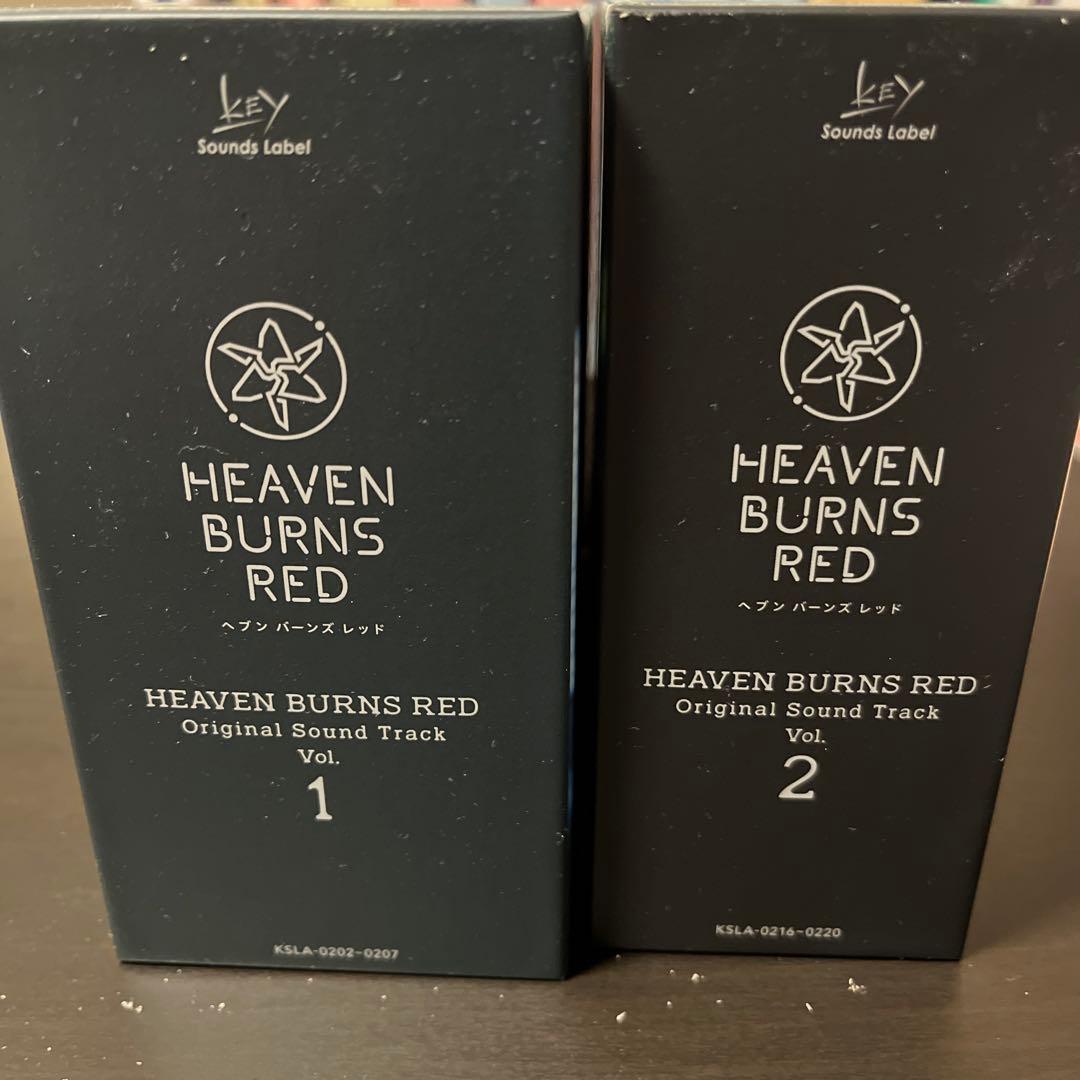 Key
Sounds Label
HEAVEN
BURNS
RED
ヘブン バーンズ レッド
HEAVEN BURNS RED
Original Sound Track
Vol.
1
KSLA-0202-0207
Key
Sounds Label
HEAVEN
BURNS
RED
ヘブン バーンズ レッド
HEAVEN BURNS RED
Original Sound Track
Vol.
2
KSLA-0216-0220